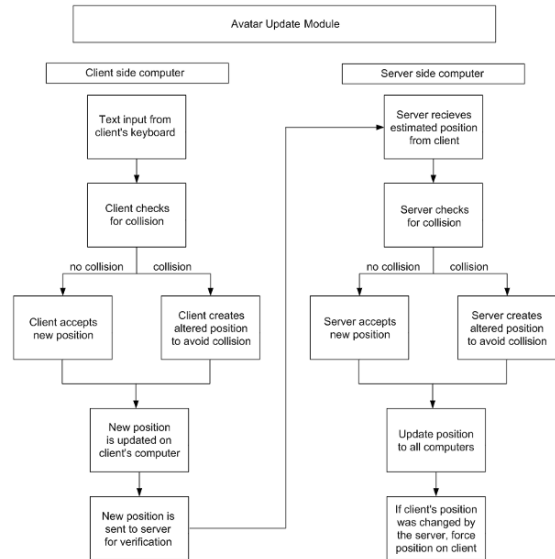 Avatar Update Module
Client side computer
Text input from
client's keyboard
Client checks
for collision
no collision
collision
Client accepts
new position
Client creates
altered position
to avoid collision
New position
is updated on
client's computer
New position is
sent to server
for verification
Server side computer
Server recieves
estimated position
from client
Server checks
for collision
no collision
collision
Server accepts
new position
Server creates
altered position
to avoid collision
Update position
to all computers
If client's position
was changed by
the server, force
position on client